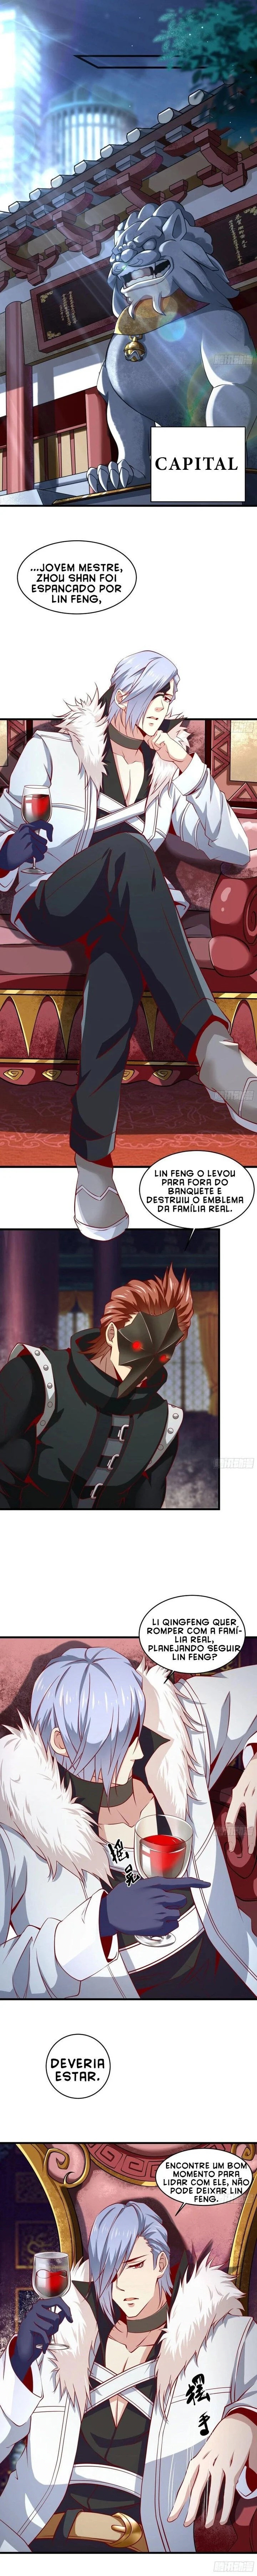 CAPITAL
...JOVEM MESTRE,
ZHOU SHAN FOI
ESPANCADO POR
LIN FENG,
LIN FENG O LEVOU
PARA FORA DO
BANQUETE E
DESTRUIU O EMBLEMA
DA FAMÍLIA REAL.
LI QINGFENG QUER
ROMPER COM A FAMÍ-
LIA REAL,
PLANEJANDO SEGUIR
LIN FENG?
DEVERIA
ESTAR.
ENCONTRE UM BOM
MOMENTO PARA
LIDAR COM ELE, NÃO
PODE DEIXAR LIN
FENG.